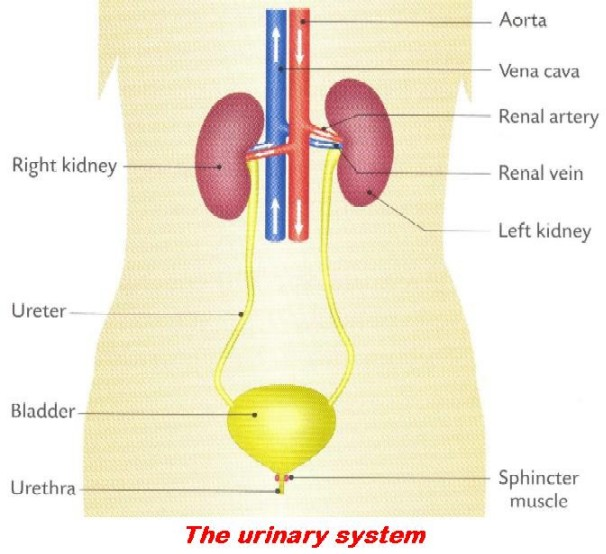 Aorta
Vena cava
Renal artery
Right kidney
Renal vein
Left kidney
Ureter
Bladder
Urethra
Sphincter
muscle
The urinary system